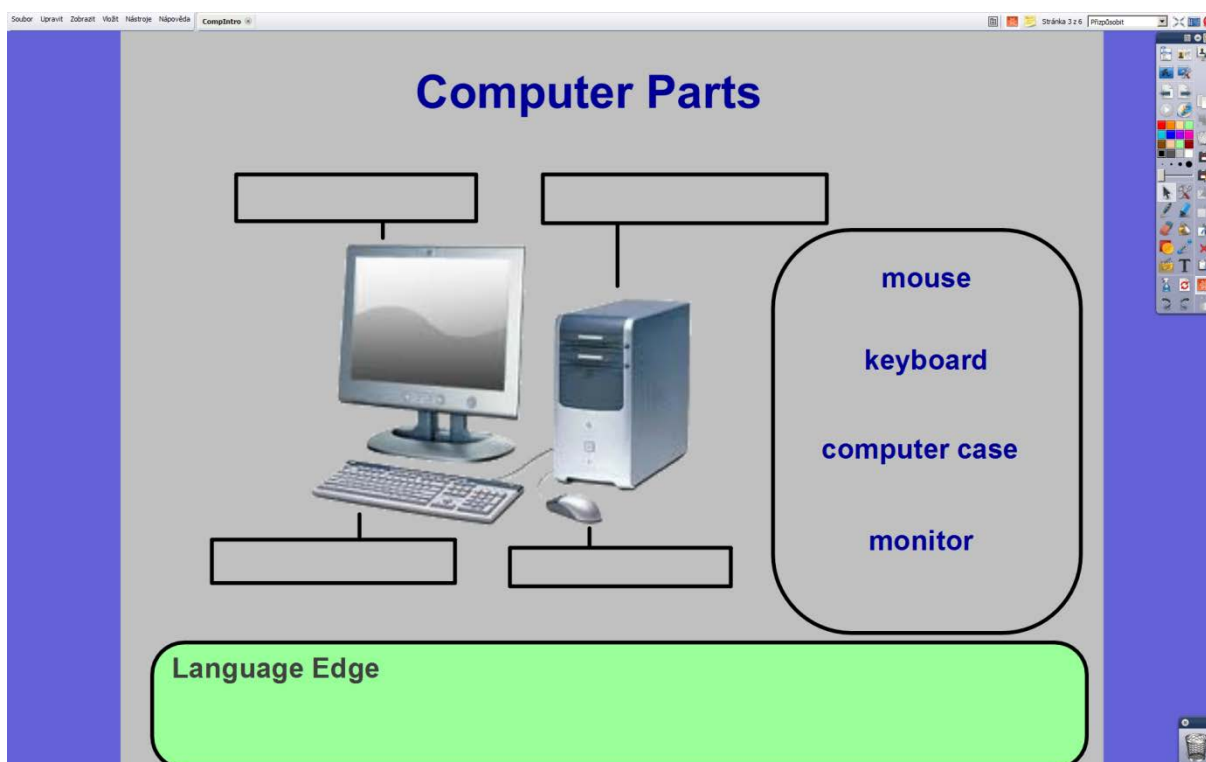 Soubor Upravit Zobrazit Vložit Nástroje Nápověda CompIntro Stránka 3 z 6 Přizpůsobit
Computer Parts
mouse
keyboard
computer case
monitor
Language Edge